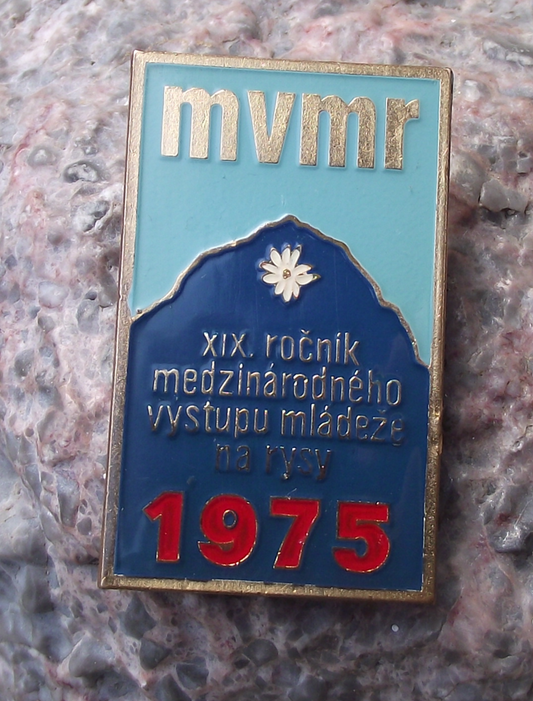 mvmr
xix. ročník
medzinárodného
výstupu mládeže
na rysy
1975